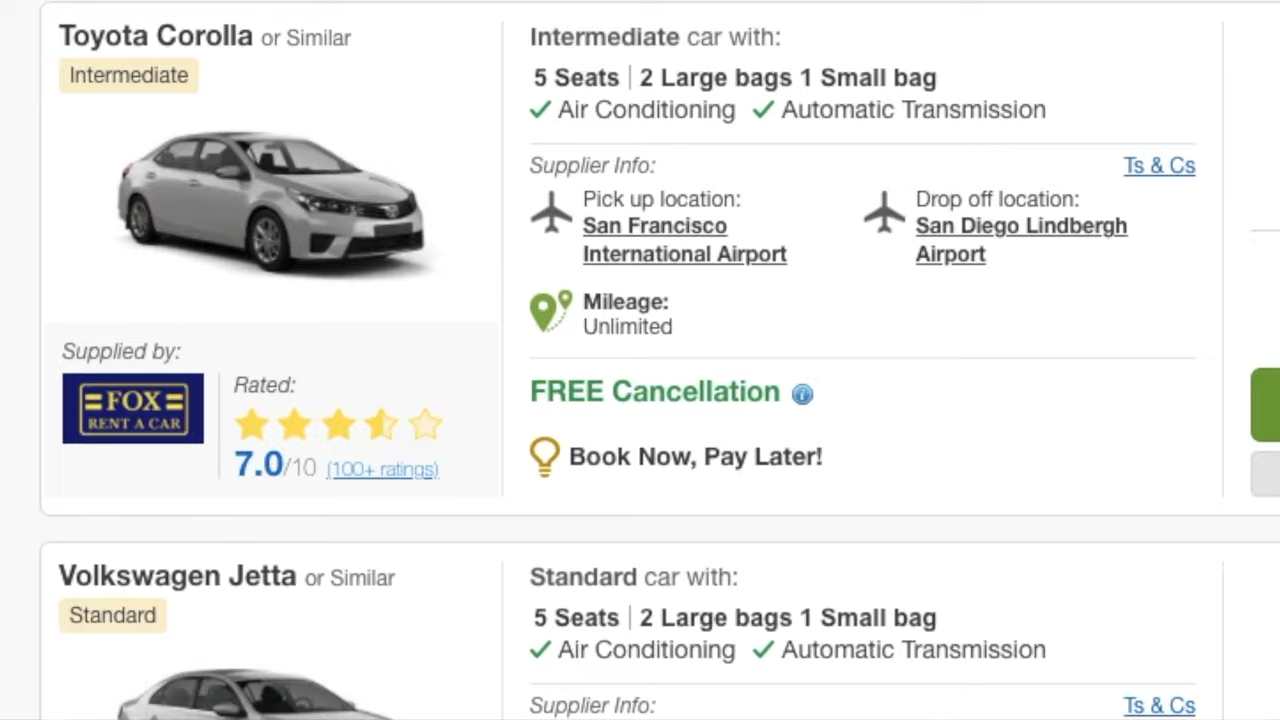 Toyota Corolla or Similar
Intermediate
Supplied by:
FOX
RENT A CAR
Rated:
7.0/10 (100+ ratings)
Intermediate car with:
5 Seats | 2 Large bags 1 Small bag
Air Conditioning Automatic Transmission
Supplier Info: Ts & Cs
Pick up location:
San Francisco
International Airport
Drop off location:
San Diego Lindbergh
Airport
Mileage:
Unlimited
FREE Cancellation
Book Now, Pay Later!
Volkswagen Jetta or Similar
Standard
Standard car with:
5 Seats | 2 Large bags 1 Small bag
Air Conditioning Automatic Transmission
Supplier Info: Ts & Cs